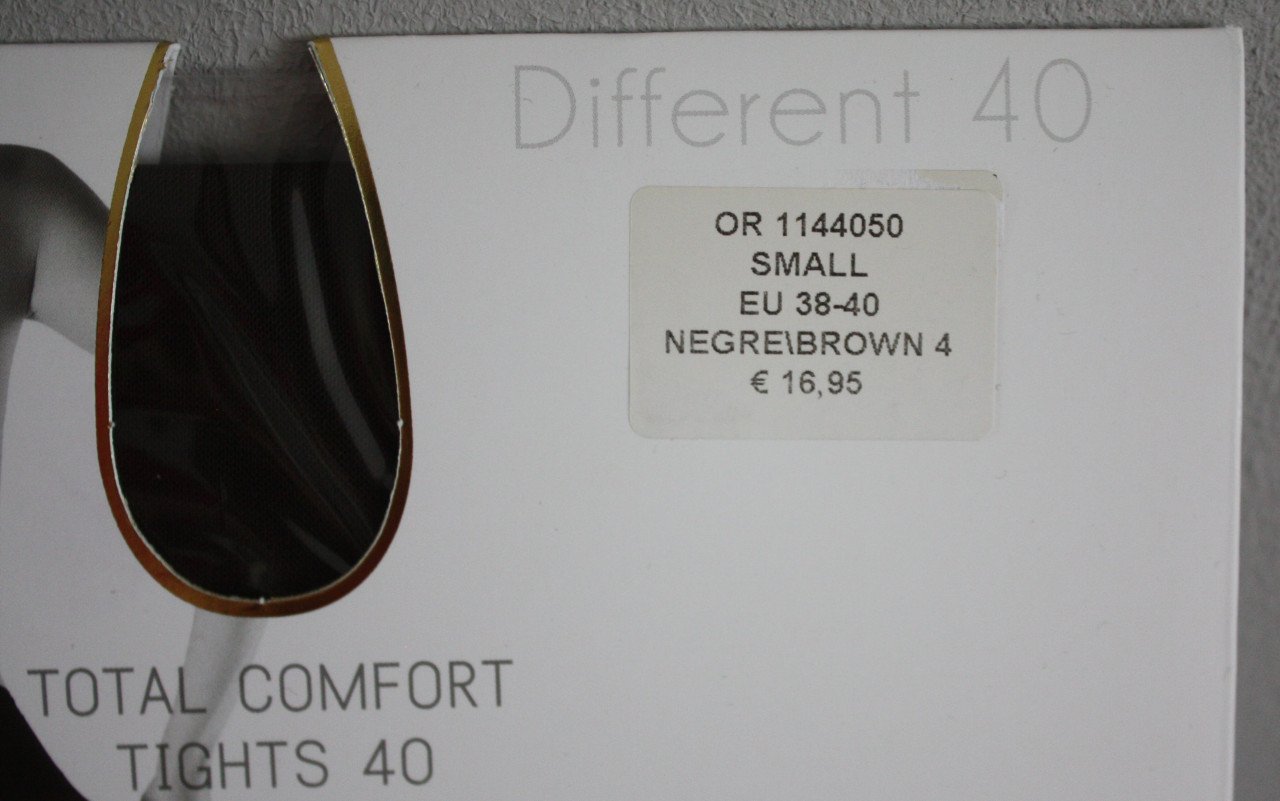 Different 40
OR 1144050
SMALL
EU 38-40
NEGRE\BROWN 4
€ 16,95
TOTAL COMFORT
TIGHTS 40